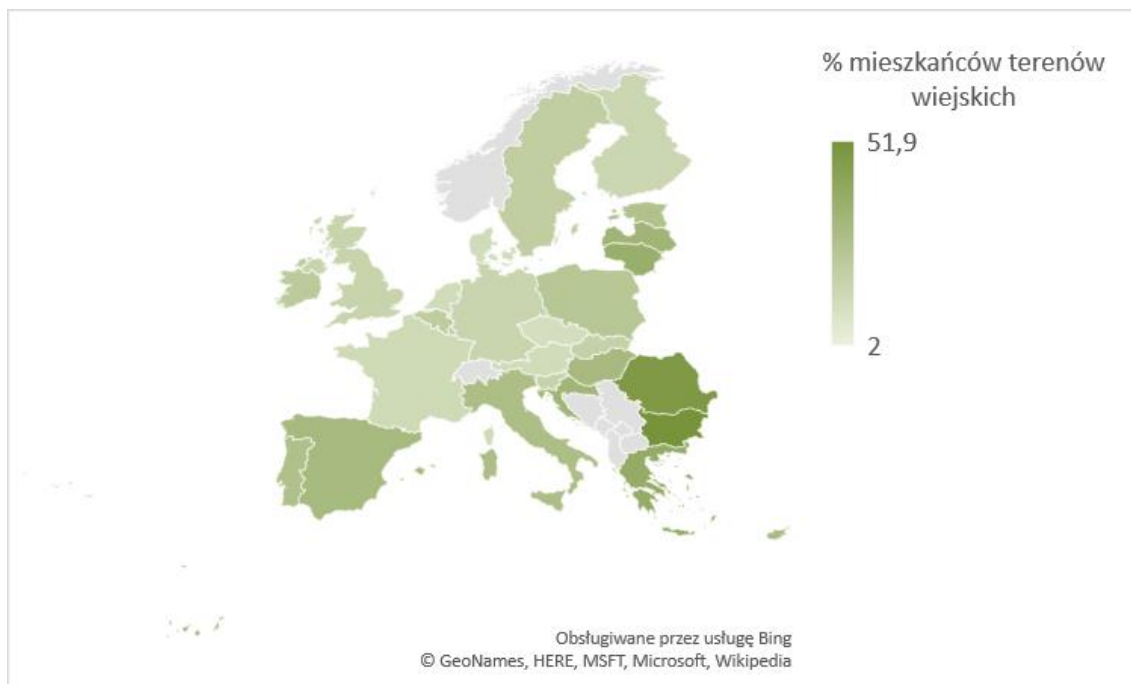 % mieszkańców terenów
wiejskich
51,9
2
Obsługiwane przez usługę Bing
© GeoNames, HERE, MSFT, Microsoft, Wikipedia